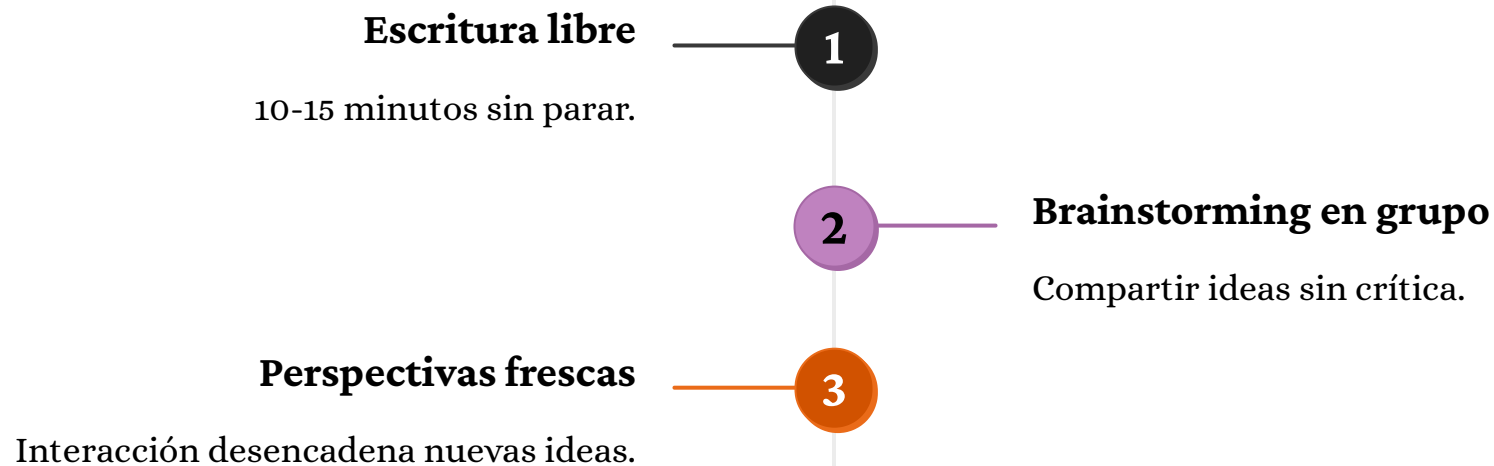 Escritura libre
1
10-15 minutos sin parar.
2
Brainstorming en grupo
Compartir ideas sin crítica.
Perspectivas frescas
3
Interacción desencadena nuevas ideas.